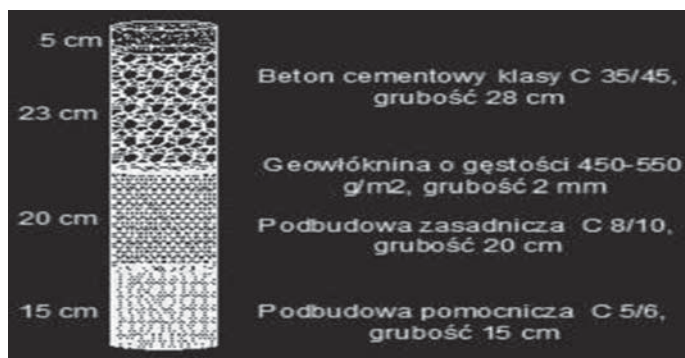 5 cm
Beton cementowy klasy C 35/45,
grubość 28 cm
23 cm
Geowłóknina o gęstości 450-550
g/m2, grubość 2 mm
20 cm
Podbudowa zasadnicza C 8/10,
grubość 20 cm
15 cm
Podbudowa pomocnicza C 5/6,
grubość 15 cm